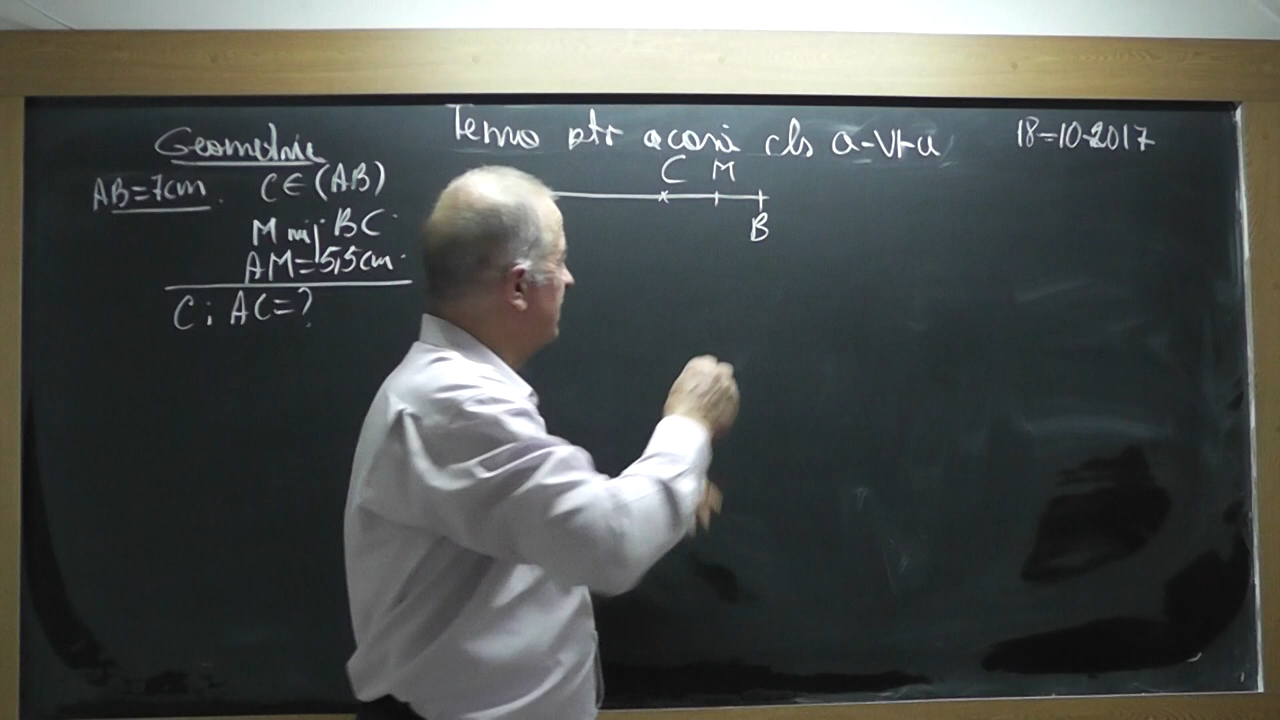 Geometrie
AB=7cm. C∈(AB)
M mij BC.
AM=5,5cm.
C: AC=?
Tema ptr acasă cls a-VI-a
18-10-2017
C M
B